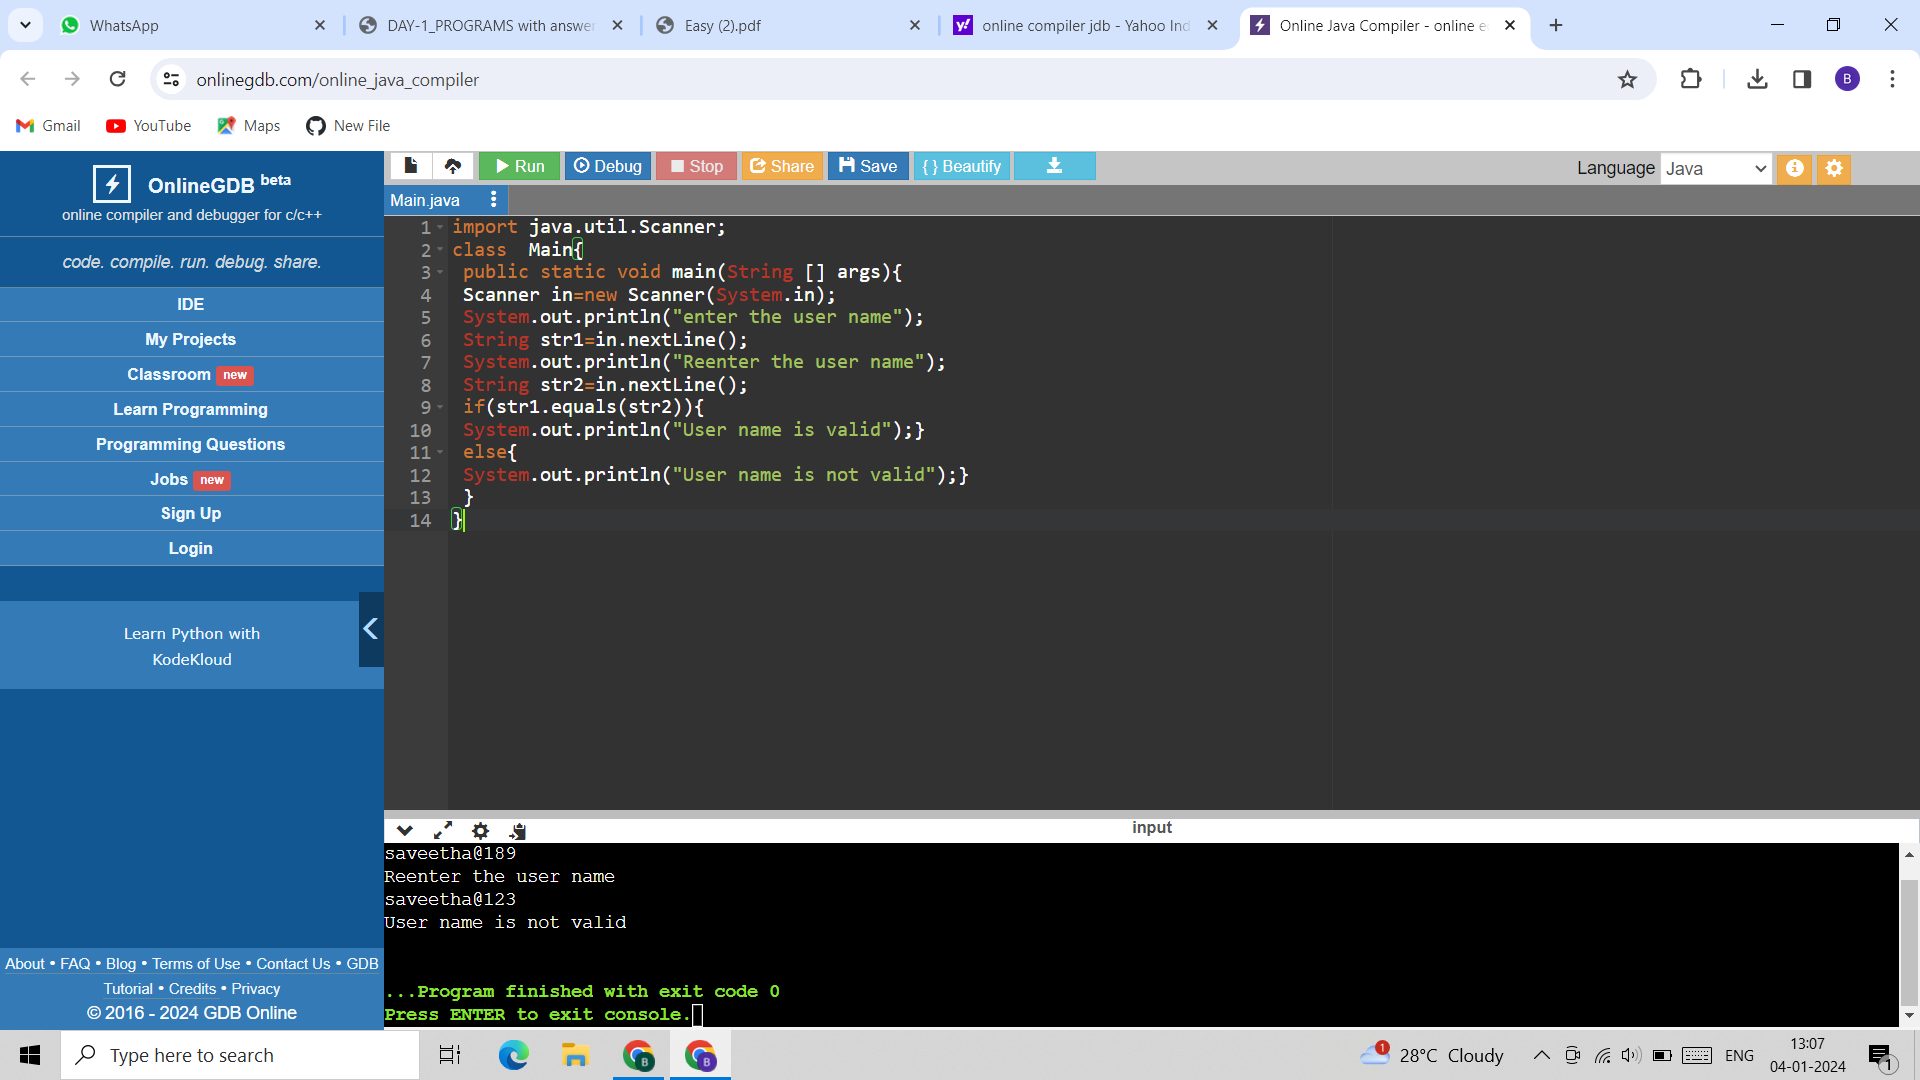 WhatsApp
DAY-1_PROGRAMS with answer
Easy (2).pdf
online compiler jdb - Yahoo Ind
Online Java Compiler - online e
onlinegdb.com/online_java_compiler
B
Gmail
YouTube
Maps
New File
OnlineGDB beta
online compiler and debugger for c/c++
code. compile. run. debug. share.
IDE
My Projects
Classroom new
Learn Programming
Programming Questions
Jobs new
Sign Up
Login
Learn Python with
KodeKloud
About • FAQ • Blog • Terms of Use • Contact Us • GDB
Tutorial • Credits • Privacy
© 2016 - 2024 GDB Online
Run Debug Stop Share Save { } Beautify
Language Java
Main.java
1 import java.util.Scanner;
2 class  Main{
3 public static void main(String [] args){
4 Scanner in=new Scanner(System.in);
5 System.out.println("enter the user name");
6 String str1=in.nextLine();
7 System.out.println("Reenter the user name");
8 String str2=in.nextLine();
9 if(str1.equals(str2)){
10 System.out.println("User name is valid");}
11 else{
12 System.out.println("User name is not valid");}
13 }
14 }
input
saveetha@189
Reenter the user name
saveetha@123
User name is not valid
...Program finished with exit code 0
Press ENTER to exit console.
Type here to search
B
B
1
28°C Cloudy
ENG
13:07
04-01-2024
1